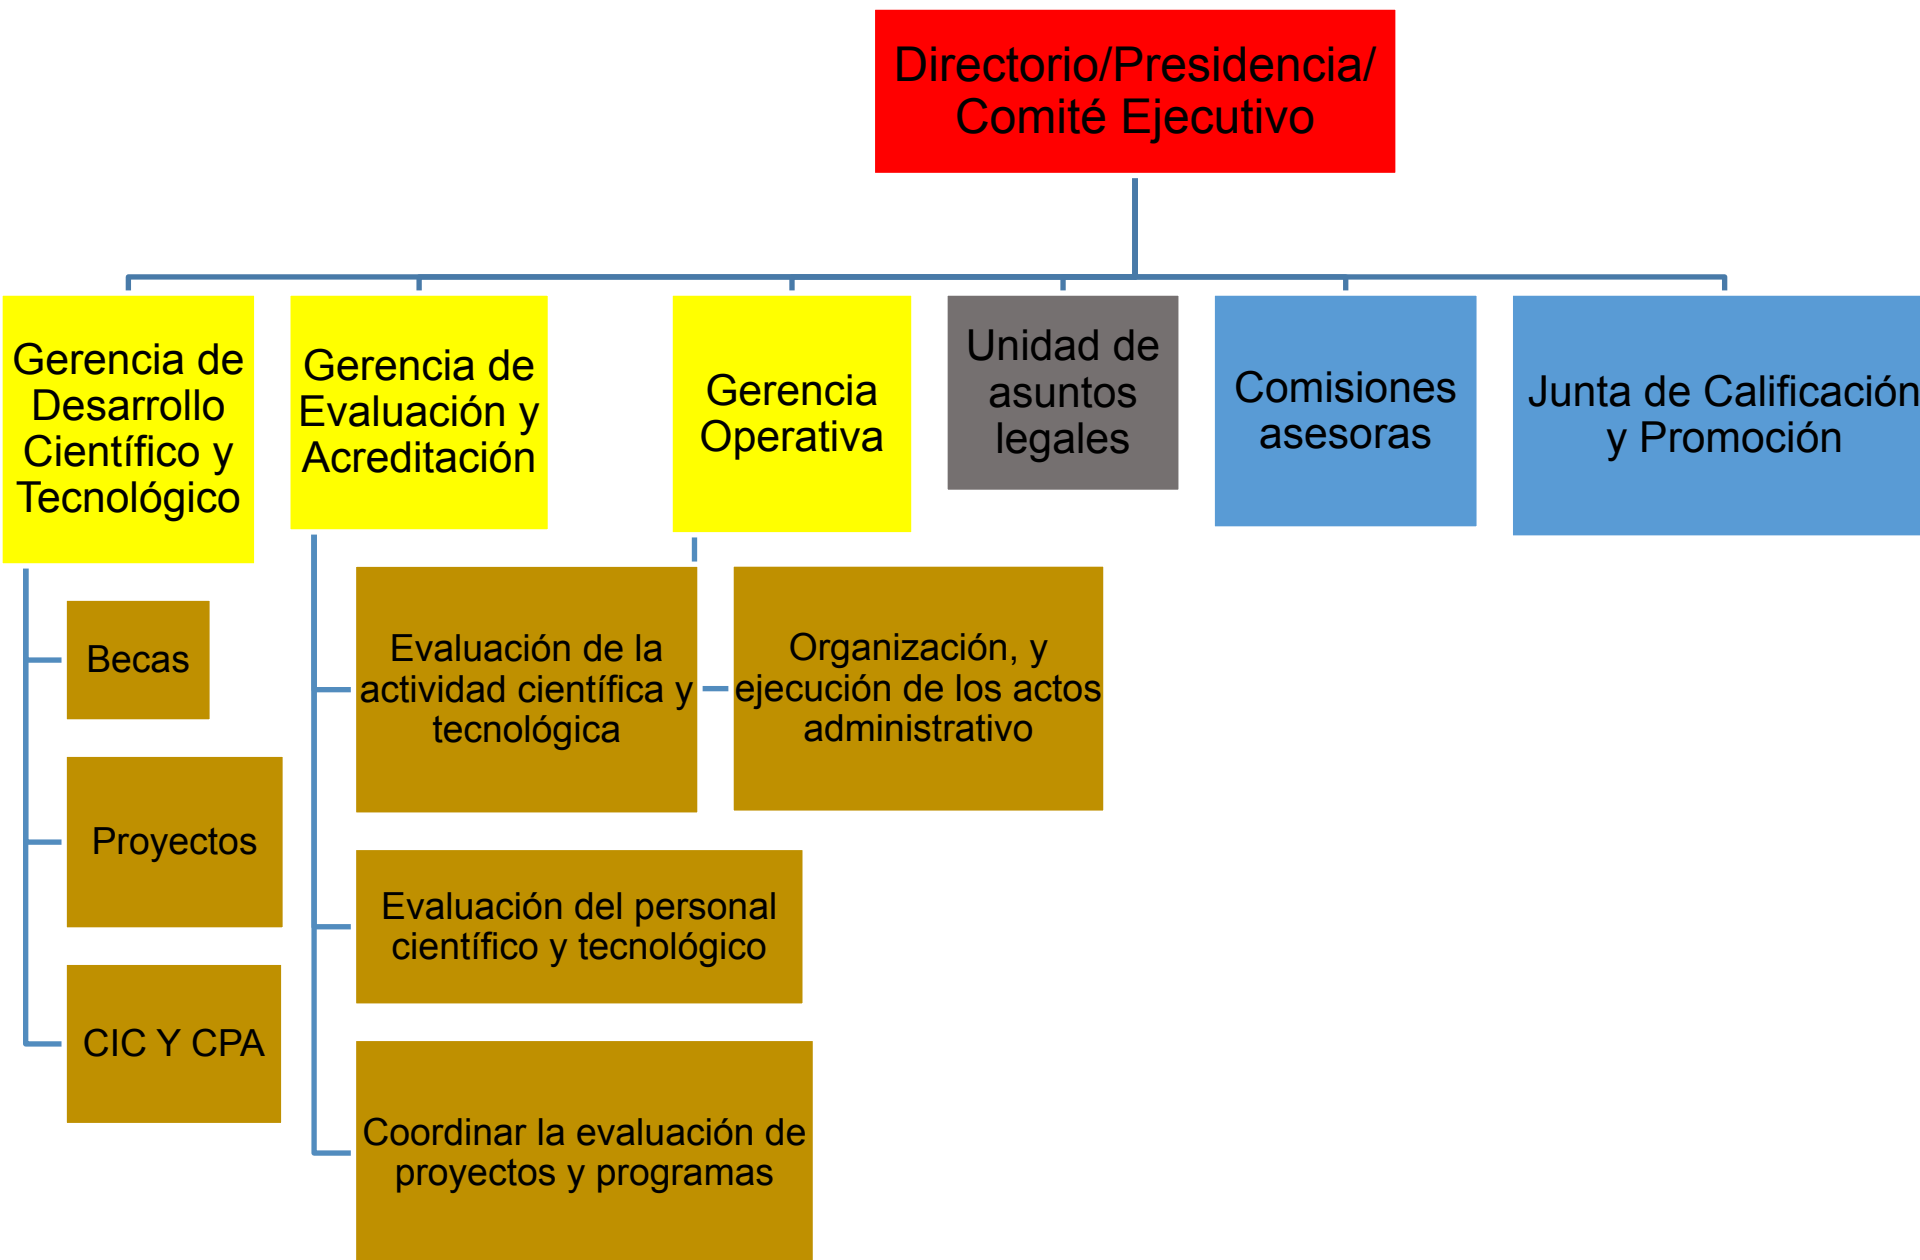 Directorio/Presidencia/
Comité Ejecutivo
Gerencia de
Desarrollo
Científico y
Tecnológico
Gerencia de
Evaluación y
Acreditación
Gerencia
Operativa
Unidad de
asuntos
legales
Comisiones
asesoras
Junta de Calificación
y Promoción
Becas
Proyectos
CIC Y CPA
Evaluación de la
actividad científica y
tecnológica
Evaluación del personal
científico y tecnológico
Coordinar la evaluación de
proyectos y programas
Organización, y
ejecución de los actos
administrativo